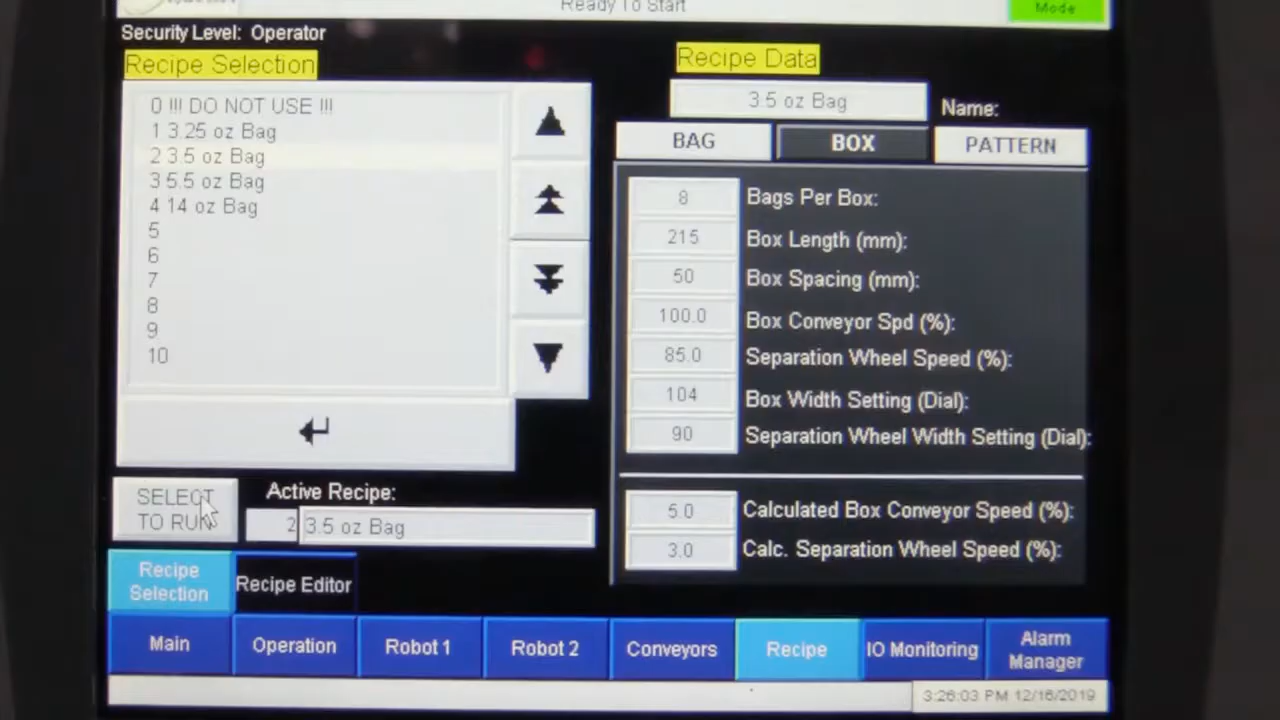 Ready To Start
Mode
Security Level: Operator
Recipe Selection
0 !!! DO NOT USE !!!
1 3.25 oz Bag
2 3.5 oz Bag
3 5.5 oz Bag
4 14 oz Bag
5
6
7
8
9
10
SELECT
TO RUN
Active Recipe:
2 3.5 oz Bag
Recipe Data
3.5 oz Bag Name:
BAG BOX PATTERN
8 Bags Per Box:
215 Box Length (mm):
50 Box Spacing (mm):
100.0 Box Conveyor Spd (%):
85.0 Separation Wheel Speed (%):
104 Box Width Setting (Dial):
90 Separation Wheel Width Setting (Dial):
5.0 Calculated Box Conveyor Speed (%):
3.0 Calc. Separation Wheel Speed (%):
Recipe
Selection
Recipe Editor
Main Operation Robot 1 Robot 2 Conveyors Recipe IO Monitoring Alarm
Manager
3:26:03 PM 12/16/2019